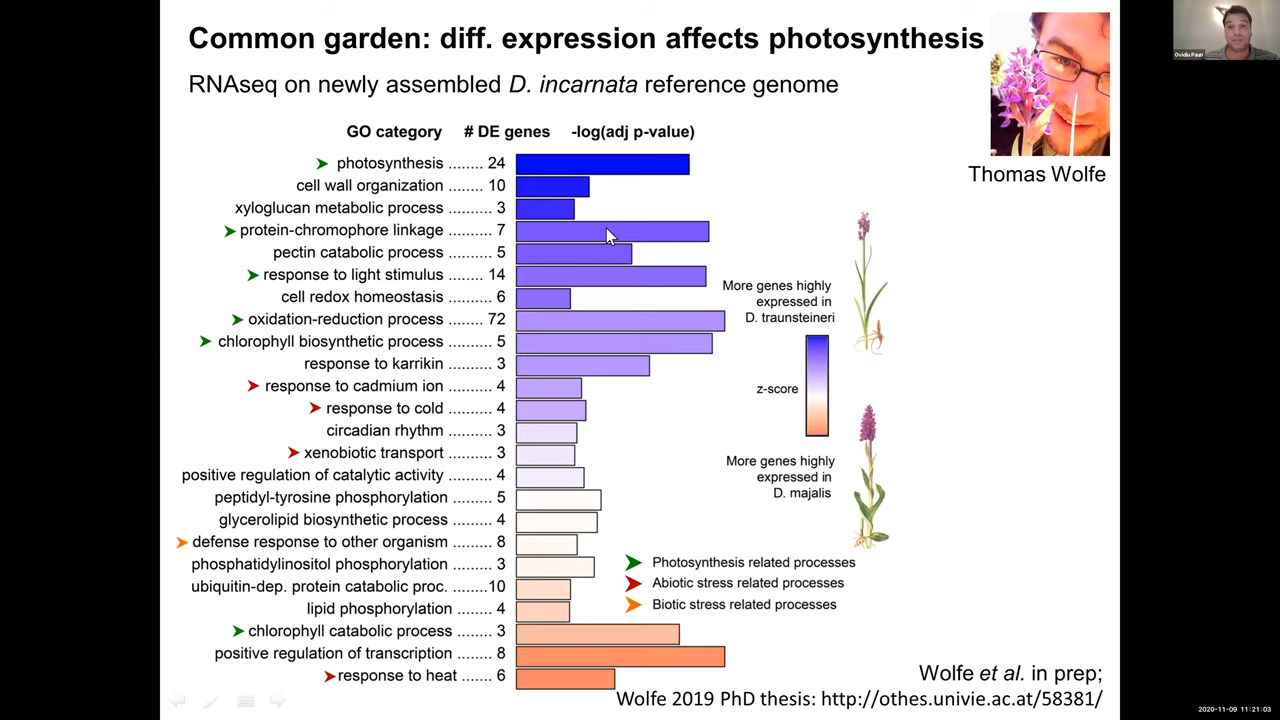 Common garden: diff. expression affects photosynthesis
RNAseq on newly assembled D. incarnata reference genome
Ovidiu Paun
Thomas Wolfe
GO category # DE genes -log(adj p-value)
photosynthesis ...... 24
cell wall organization ...... 10
xyloglucan metabolic process ........ 3
protein-chromophore linkage ........ 7
pectin catabolic process ........ 5
response to light stimulus ...... 14
cell redox homeostasis ........ 6
oxidation-reduction process ...... 72
chlorophyll biosynthetic process ........ 5
response to karrikin ........ 3
response to cadmium ion ........ 4
response to cold ........ 4
circadian rhythm ........ 3
xenobiotic transport ........ 3
positive regulation of catalytic activity ........ 4
peptidyl-tyrosine phosphorylation ........ 5
glycerolipid biosynthetic process ........ 4
defense response to other organism ........ 8
phosphatidylinositol phosphorylation ........ 3
ubiquitin-dep. protein catabolic proc. ...... 10
lipid phosphorylation ........ 4
chlorophyll catabolic process ....... 3
positive regulation of transcription ....... 8
response to heat ...... 6
More genes highly
expressed in
D. traunsteineri
z-score
More genes highly
expressed in
D. majalis
Photosynthesis related processes
Abiotic stress related processes
Biotic stress related processes
Wolfe et al. in prep;
Wolfe 2019 PhD thesis: http://othes.univie.ac.at/58381/
2020-11-09 11:21:03